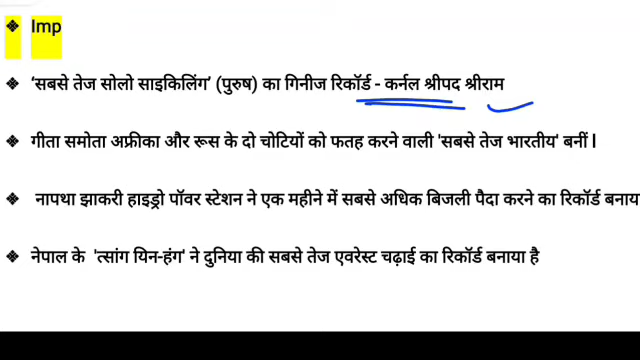 ❖ Imp
❖ ‘सबसे तेज सोलो साइकिलिंग’ (पुरुष) का गिनीज रिकॉर्ड - कर्नल श्रीपद श्रीराम
❖ गीता समोता अफ्रीका और रूस के दो चोटियों को फतह करने वाली 'सबसे तेज भारतीय' बनीं l
❖ नापथा झाकरी हाइड्रो पॉवर स्टेशन ने एक महीने में सबसे अधिक बिजली पैदा करने का रिकॉर्ड बनाया
❖ नेपाल के 'त्सांग यिन-हंग' ने दुनिया की सबसे तेज एवरेस्ट चढ़ाई का रिकॉर्ड बनाया है